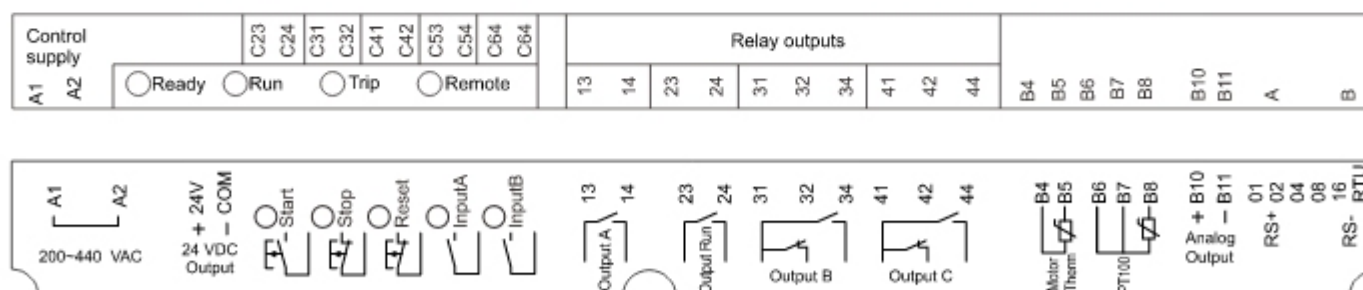 Control supply
C23 C24 C31 C32 C41 C42 C53 C54 C64 C64
Relay outputs
A1 A2
Ready Run Trip Remote
13 14 23 24 31 32 34 41 42 44
B4 B5 B6 B7 B8 B10 B11 A B
A1 A2
200~440 VAC
+ 24V
- COM
24 VDC
Output
Start
Stop
Reset
InputA
InputB
13 14
Output A
23 24
Output Run
31 32 34
Output B
41 42 44
Output C
B4 B5
Motor
Therm
B6 B7 B8
PT100
+ B10
- B11
Analog
Output
01
RS+ 02
04
08
RS- 16
RTU